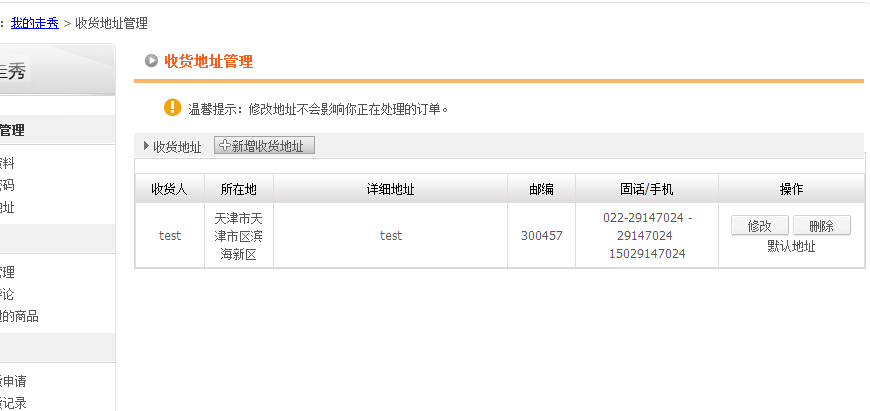 : 我的走秀 > 收货地址管理
走秀
收货地址管理
温馨提示：修改地址不会影响你正在处理的订单。
管理
收货地址 新增收货地址
资料
密码
地址
收货人 所在地 详细地址 邮编 固话/手机 操作
test 天津市天津市区滨海新区 test 300457 022-29147024 - 29147024 15029147024 修改 删除 默认地址
管理
评论
的商品
申请
记录